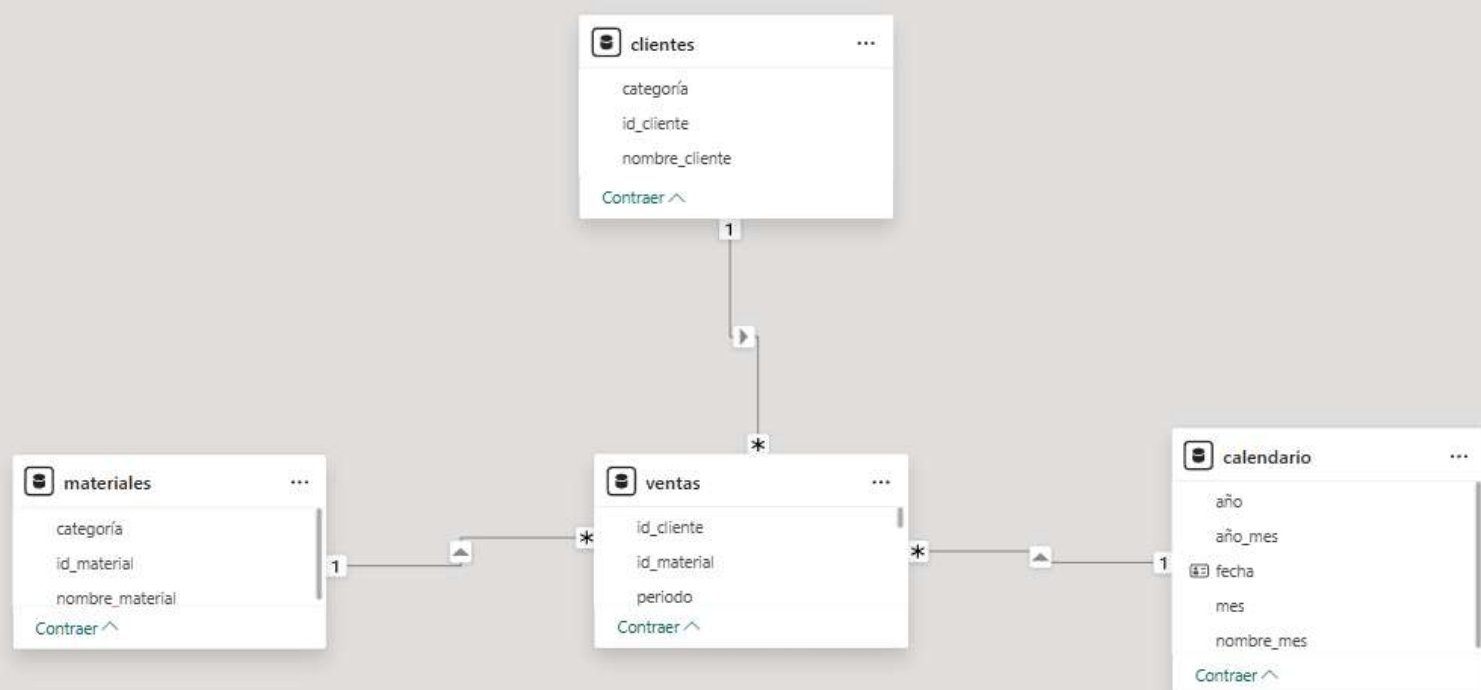 clientes
categoría
id_cliente
nombre_cliente
Contraer
1
*
materiales
categoría
id_material
nombre_material
Contraer
1
*
ventas
id_cliente
id_material
periodo
Contraer
*
1
calendario
año
año_mes
fecha
mes
nombre_mes
Contraer